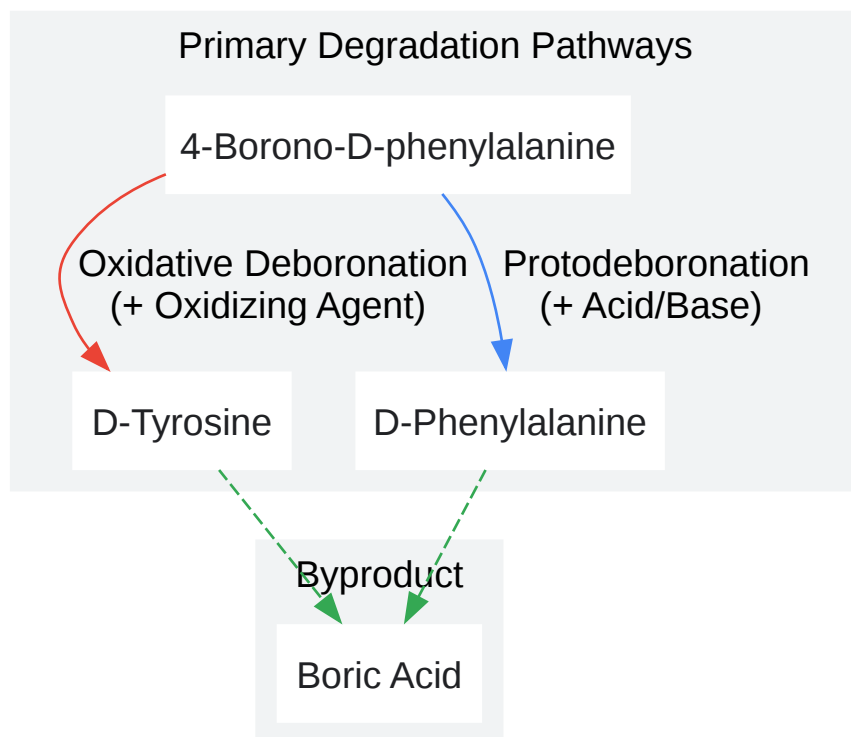 Primary Degradation Pathways
4-Borono-D-phenylalanine
Oxidative Deboronation
(+ Oxidizing Agent)
Protodeboronation
(+ Acid/Base)
D-Tyrosine
D-Phenylalanine
Byproduct
Boric Acid